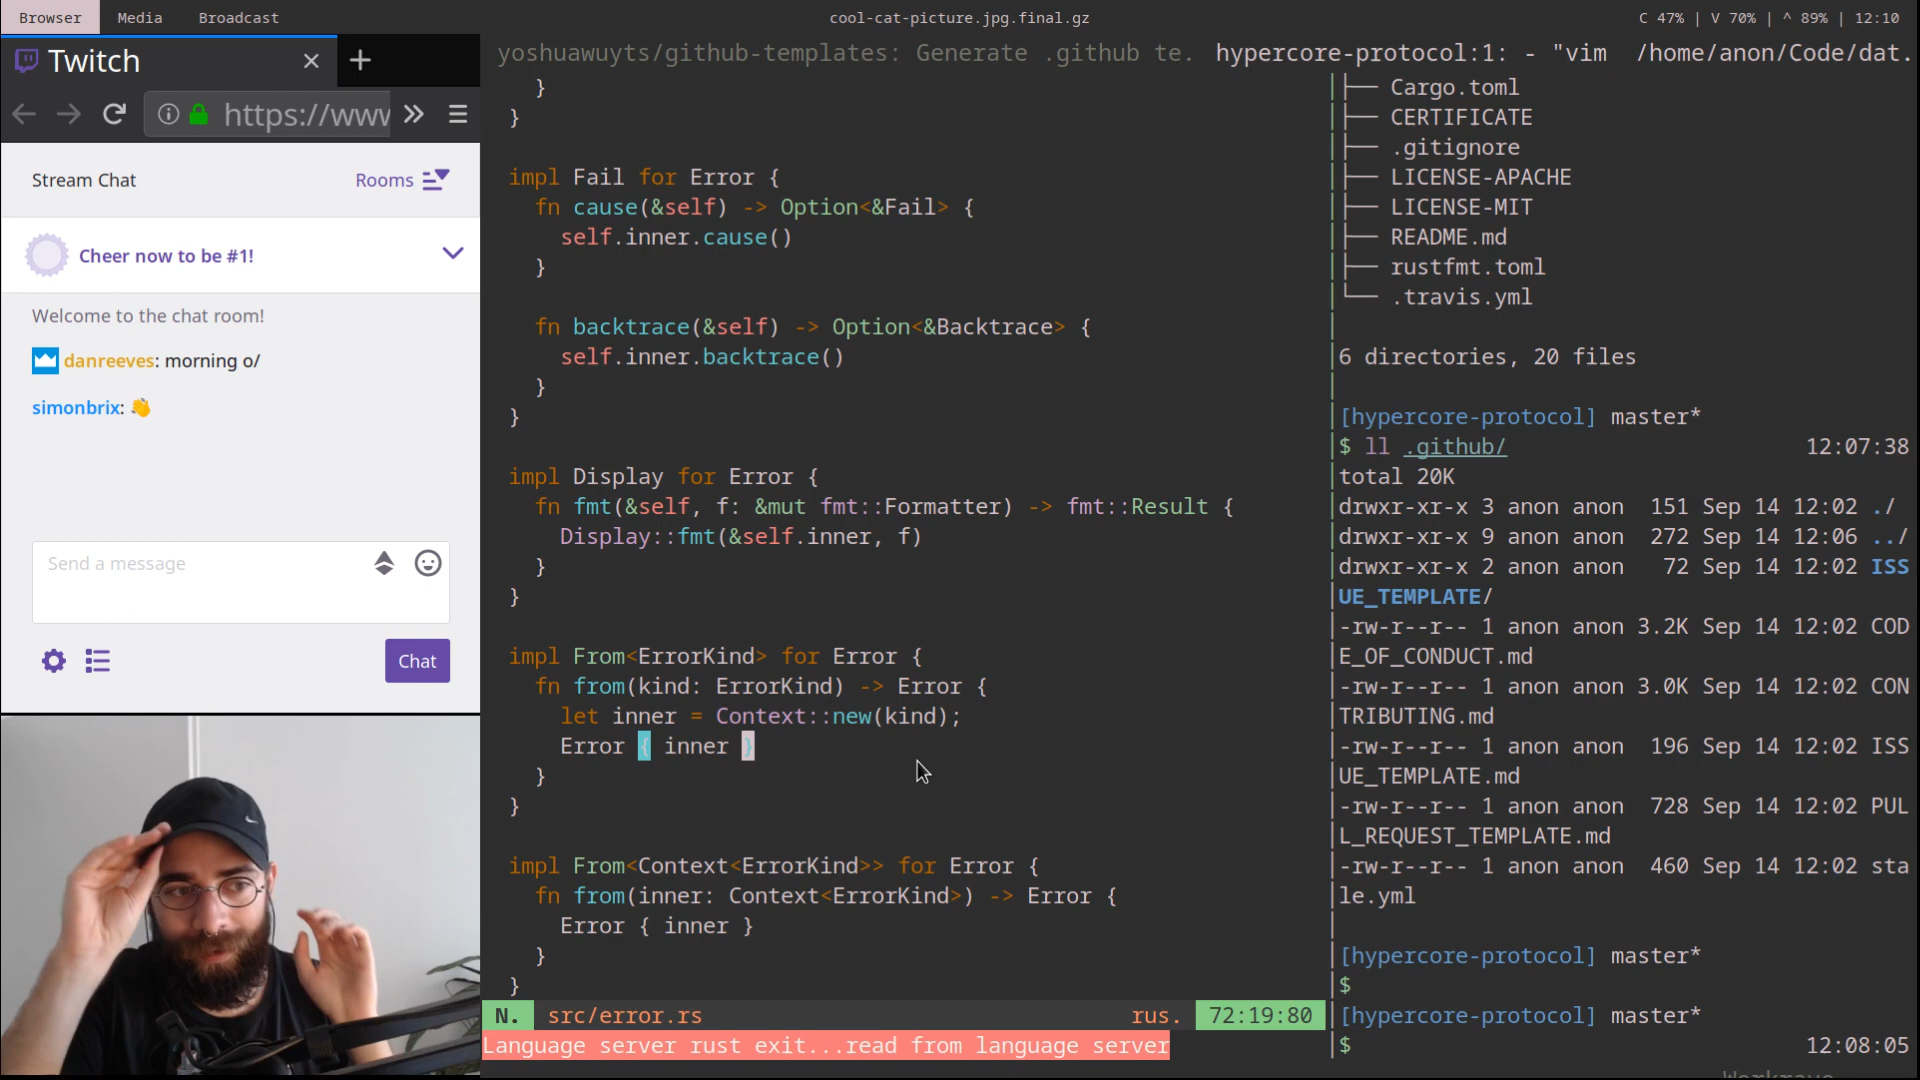 Browser Media Broadcast
cool-cat-picture.jpg.final.gz
C 47% | V 70% | ^ 89% | 12:10
Twitch
https://www
Stream Chat
Rooms
Cheer now to be #1!
Welcome to the chat room!
danreeves: morning o/
simonbrix: 👋
Send a message
Chat
yoshuawuyts/github-templates: Generate .github te.
hypercore-protocol:1: - "vim  /home/anon/Code/dat.
}
}
impl Fail for Error {
fn cause(&self) -> Option<&Fail> {
self.inner.cause()
}
fn backtrace(&self) -> Option<&Backtrace> {
self.inner.backtrace()
}
}
impl Display for Error {
fn fmt(&self, f: &mut fmt::Formatter) -> fmt::Result {
Display::fmt(&self.inner, f)
}
}
impl From<ErrorKind> for Error {
fn from(kind: ErrorKind) -> Error {
let inner = Context::new(kind);
Error { inner }
}
}
impl From<Context<ErrorKind>> for Error {
fn from(inner: Context<ErrorKind>) -> Error {
Error { inner }
}
}
N. src/error.rs rus. 72:19:80
Language server rust exit...read from language server
├── Cargo.toml
├── CERTIFICATE
├── .gitignore
├── LICENSE-APACHE
├── LICENSE-MIT
├── README.md
├── rustfmt.toml
└── .travis.yml
6 directories, 20 files
[hypercore-protocol] master*
$ ll .github/ 12:07:38
total 20K
drwxr-xr-x 3 anon anon  151 Sep 14 12:02 ./
drwxr-xr-x 9 anon anon  272 Sep 14 12:06 ../
drwxr-xr-x 2 anon anon   72 Sep 14 12:02 ISS
UE_TEMPLATE/
-rw-r--r-- 1 anon anon 3.2K Sep 14 12:02 COD
E_OF_CONDUCT.md
-rw-r--r-- 1 anon anon 3.0K Sep 14 12:02 CON
TRIBUTING.md
-rw-r--r-- 1 anon anon  196 Sep 14 12:02 ISS
UE_TEMPLATE.md
-rw-r--r-- 1 anon anon  728 Sep 14 12:02 PUL
L_REQUEST_TEMPLATE.md
-rw-r--r-- 1 anon anon  460 Sep 14 12:02 sta
le.yml
[hypercore-protocol] master*
$
[hypercore-protocol] master*
$ 12:08:05